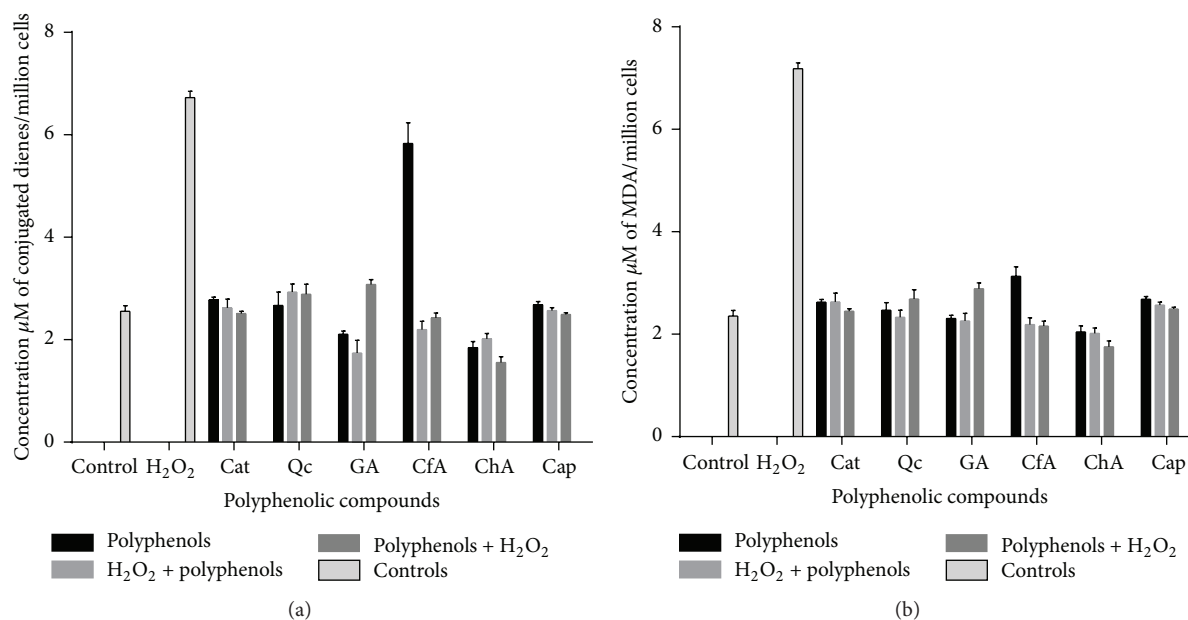 Concentration μM of conjugated dienes/million cells
8
6
4
2
0
Control H₂O₂ Cat Qc GA CfA ChA Cap
Polyphenolic compounds
Polyphenols
H₂O₂ + polyphenols
Polyphenols + H₂O₂
Controls
(a)
Concentration μM of MDA/million cells
8
6
4
2
0
Control H₂O₂ Cat Qc GA CfA ChA Cap
Polyphenolic compounds
Polyphenols
H₂O₂ + polyphenols
Polyphenols + H₂O₂
Controls
(b)